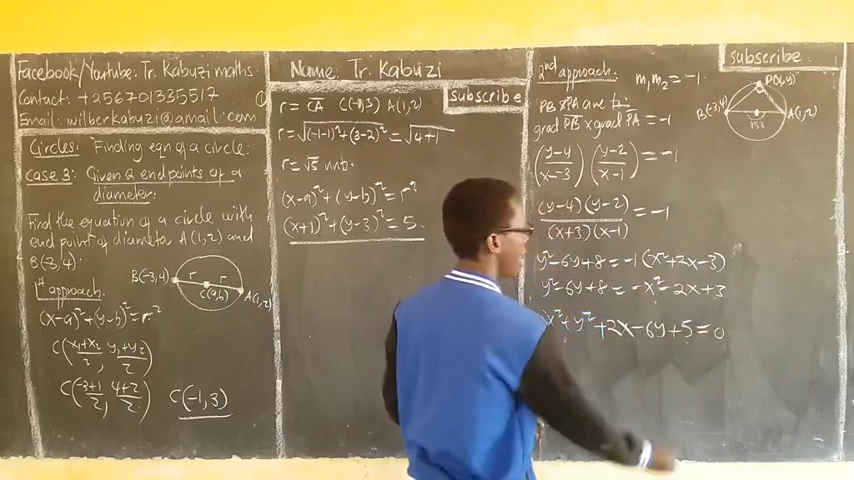 Facebook/Youtube: Tr. Kabuzi maths.
Contact: +256701335517
Email: wilberkabuzi@gmail.com
Circles: Finding eqn of a circle:
Case 3: Given 2 endpoints of a
diameter.
Find the equation of a circle with
end point of diameter A(1,2) and
B(-3,4).
1st approach.
(x-a)²+(y-b)²=r²
C(x₁+x₂/2, y₁+y₂/2)
C(-3+1/2, 4+2/2)
C(-1,3)
B(-3,4)
r
r
C(a,b)
A(1,2)
Name: Tr. Kabuzi
subscribe
r = CA C(-1,3) A(1,2)
r=√(-1-1)²+(3-2)² = √4+1
r=√5 units.
(x-a)²+(y-b)²=r²
(x+1)²+(y-3)²=5.
2nd approach: m₁m₂=-1
subscribe
P(x,y)
B(-3,4)
A(1,2)
PB & PA are
grad PB × grad PA = -1
(y-4/x--3)(y-2/x-1)=-1
(y-4)(y-2)/(x+3)(x-1)=-1
y²-6y+8=-1(x²+2x-3)
y²-6y+8=-x²-2x+3
x²+y²+2x-6y+5=0